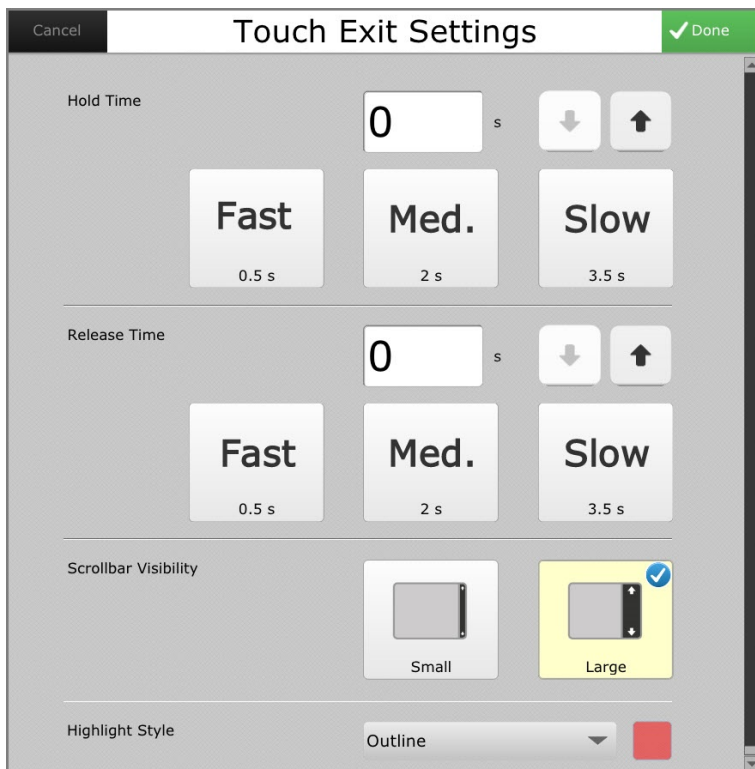 Cancel
Touch Exit Settings
Done
Hold Time
0 s
Fast Med. Slow
0.5 s 2 s 3.5 s
Release Time
0 s
Fast Med. Slow
0.5 s 2 s 3.5 s
Scrollbar Visibility
Small Large
Highlight Style
Outline